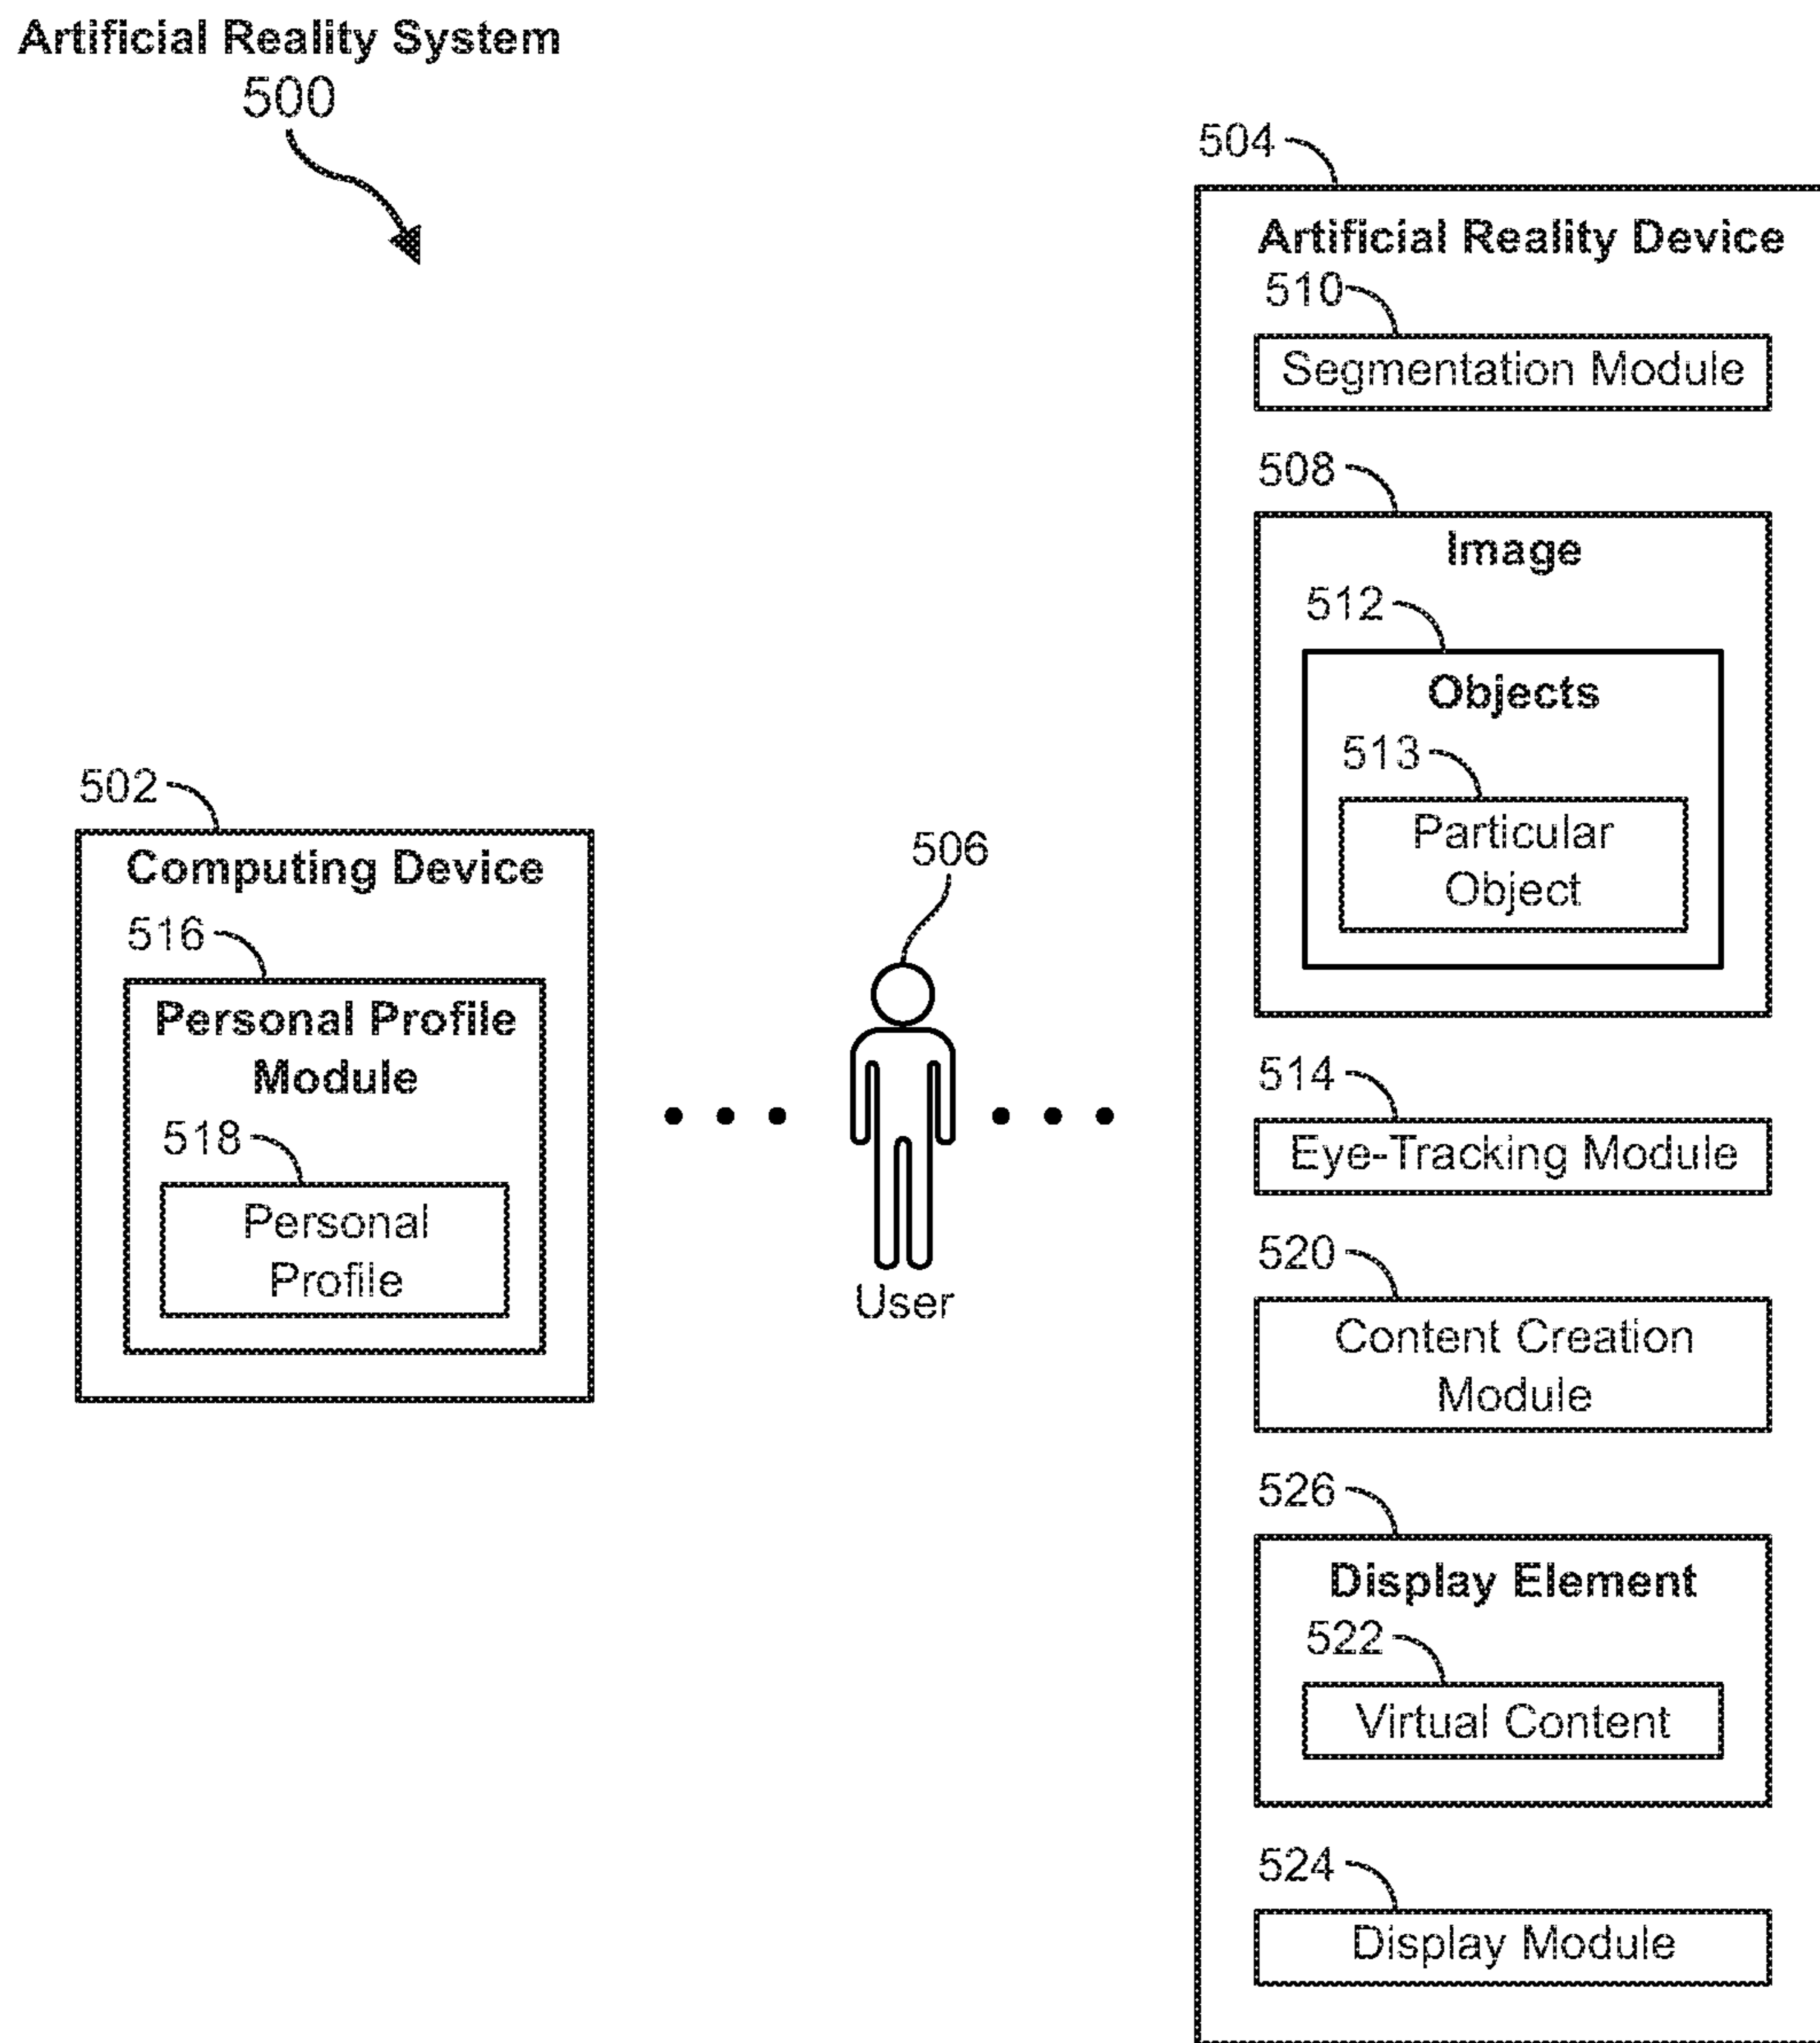 Artificial Reality System
500
502
Computing Device
516
Personal Profile
Module
518
Personal
Profile
506
User
504
Artificial Reality Device
510
Segmentation Module
508
Image
512
Objects
513
Particular
Object
514
Eye-Tracking Module
520
Content Creation
Module
526
Display Element
522
Virtual Content
524
Display Module